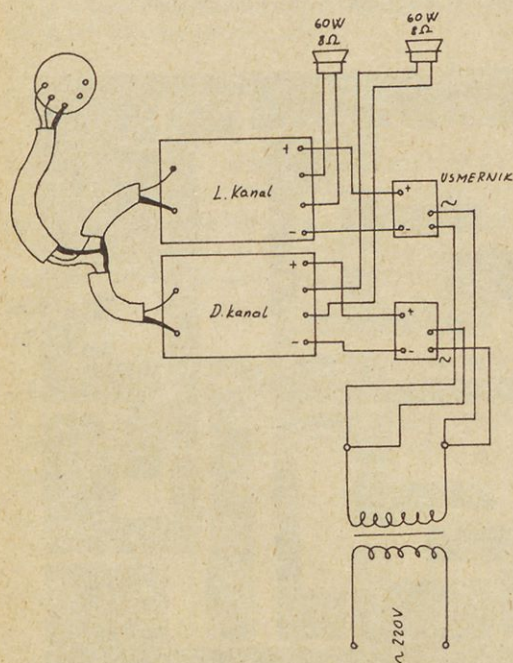 60W
8Ω
60W
8Ω
+
L. Kanal
-
+
D. kanal
-
USMERNIK
+
-
~
+
-
~
~ 220V